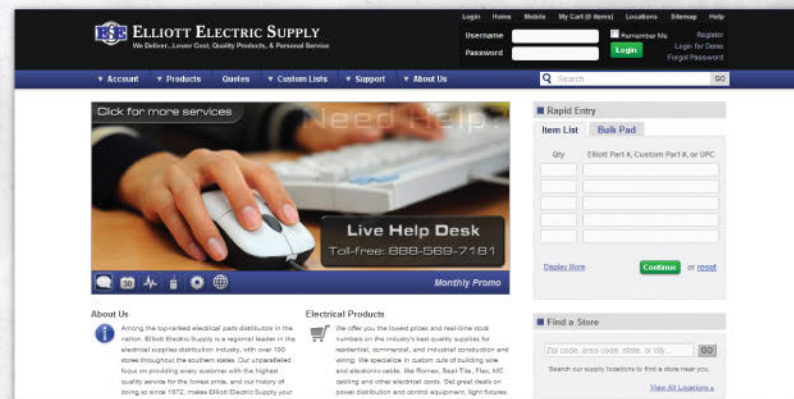 Login Home Mobile My Cart (0 Items) Locations Sitemap Help
ELLIOTT ELECTRIC SUPPLY
We Deliver...Lower Cost, Quality Products, & Personal Service
Username
Remember Me
Register
Password
Login
Login for Demo
Forgot Password
Account Products Quotes Custom Lists Support About Us
Search
GO
Click for more services
Need Help?
Live Help Desk
Toll-free: 888-569-7181
30
Monthly Promo
Rapid Entry
Item List Bulk Pad
Qty Elliott Part #, Custom Part #, or UPC
Display More
Continue or reset
About Us
Among the top-ranked electrical parts distributors in the
nation, Elliott Electric Supply is a regional leader in the
electrical supplies distribution industry, with over 100
stores throughout the southern states. Our unparalleled
focus on providing every customer with the highest
quality service for the lowest price, and our history of
doing so since 1972, makes Elliott Electric Supply your
Electrical Products
We offer you the lowest prices and real-time stock
numbers on the industry's best quality supplies for
residential, commercial, and industrial construction and
wiring. We specialize in custom cuts of building wire
and electronic cable, like Romex, Seal-Tite, Flex, MC
cabling and other electrical cords. Get great deals on
power distribution and control equipment, light fixtures,
Find a Store
Zip code, area code, state, or city...
GO
Search our supply locations to find a store near you.
View All Locations »